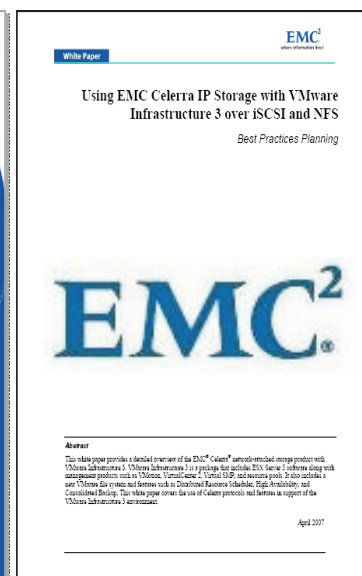 EMC²
where information lives®
White Paper
Using EMC Celerra IP Storage with VMware
Infrastructure 3 over iSCSI and NFS
Best Practices Planning
EMC²®
Abstract
This white paper provides a detailed overview of the EMC® Celerra® network-attached storage product with
VMware Infrastructure 3. VMware Infrastructure 3 is a package that includes ESX Server 3 software along with
management products such as VMotion, VirtualCenter 2, Virtual SMP, and resource pools. It also includes a
new VMware file system and features such as Distributed Resource Scheduler, High Availability, and
Consolidated Backup. This white paper covers the use of Celerra protocols and features in support of the
VMware Infrastructure 3 environment.
April 2007